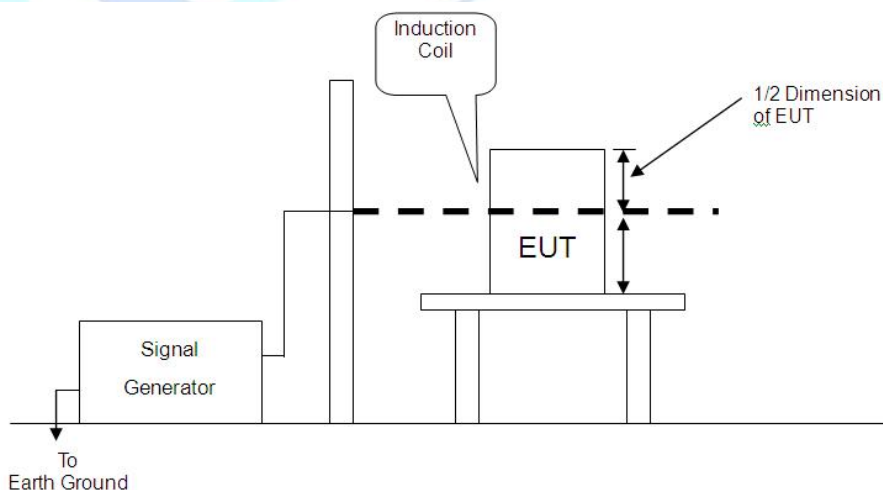 Induction
Coil
1/2 Dimension
of EUT
EUT
Signal
Generator
To
Earth Ground